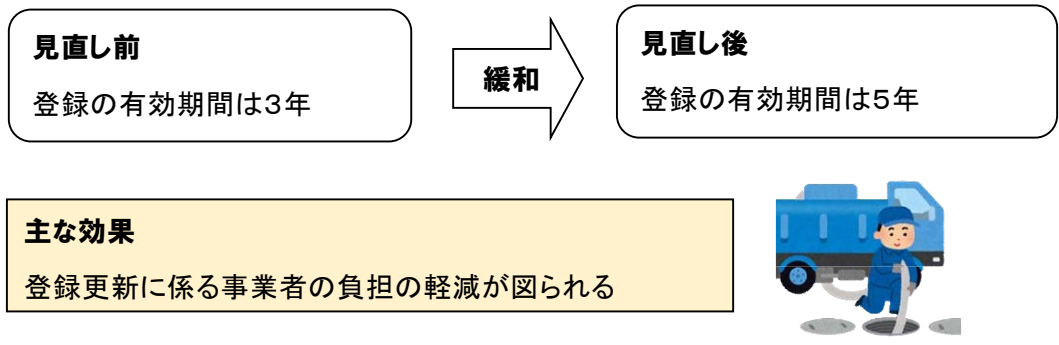 見直し前
登録の有効期間は3年
緩和
見直し後
登録の有効期間は5年
主な効果
登録更新に係る事業者の負担の軽減が図られる